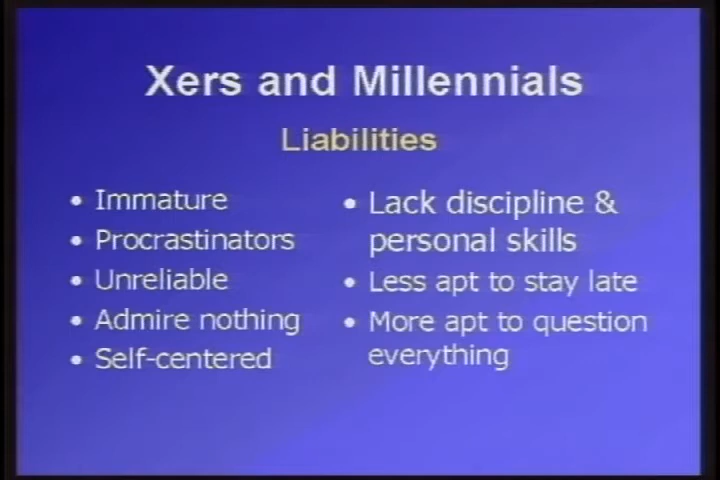 Xers and Millennials
Liabilities
• Immature
• Procrastinators
• Unreliable
• Admire nothing
• Self-centered
• Lack discipline &
personal skills
• Less apt to stay late
• More apt to question
everything